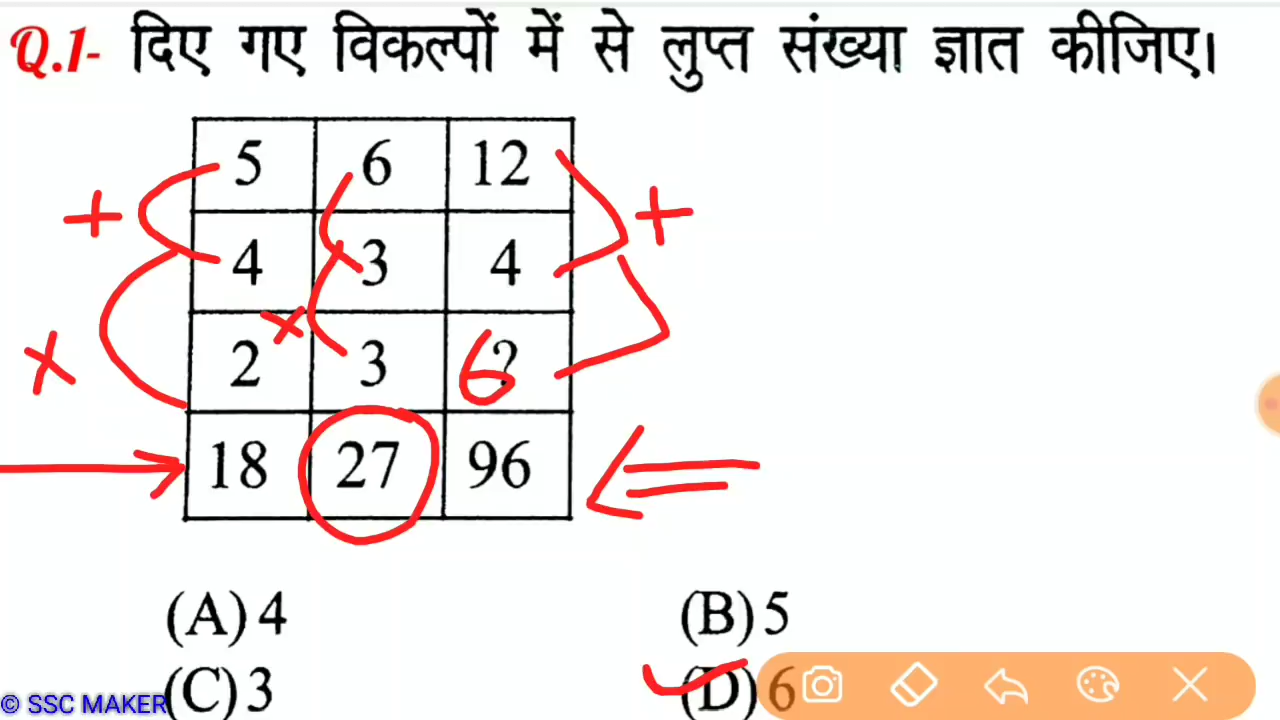 Q.1- दिए गए विकल्पों में से लुप्त संख्या ज्ञात कीजिए।
5 6 12
+ +
4 3 4
× ×
2 3 ? 6
18 27 96
(A) 4 (B) 5
(C) 3 (D) 6
© SSC MAKER